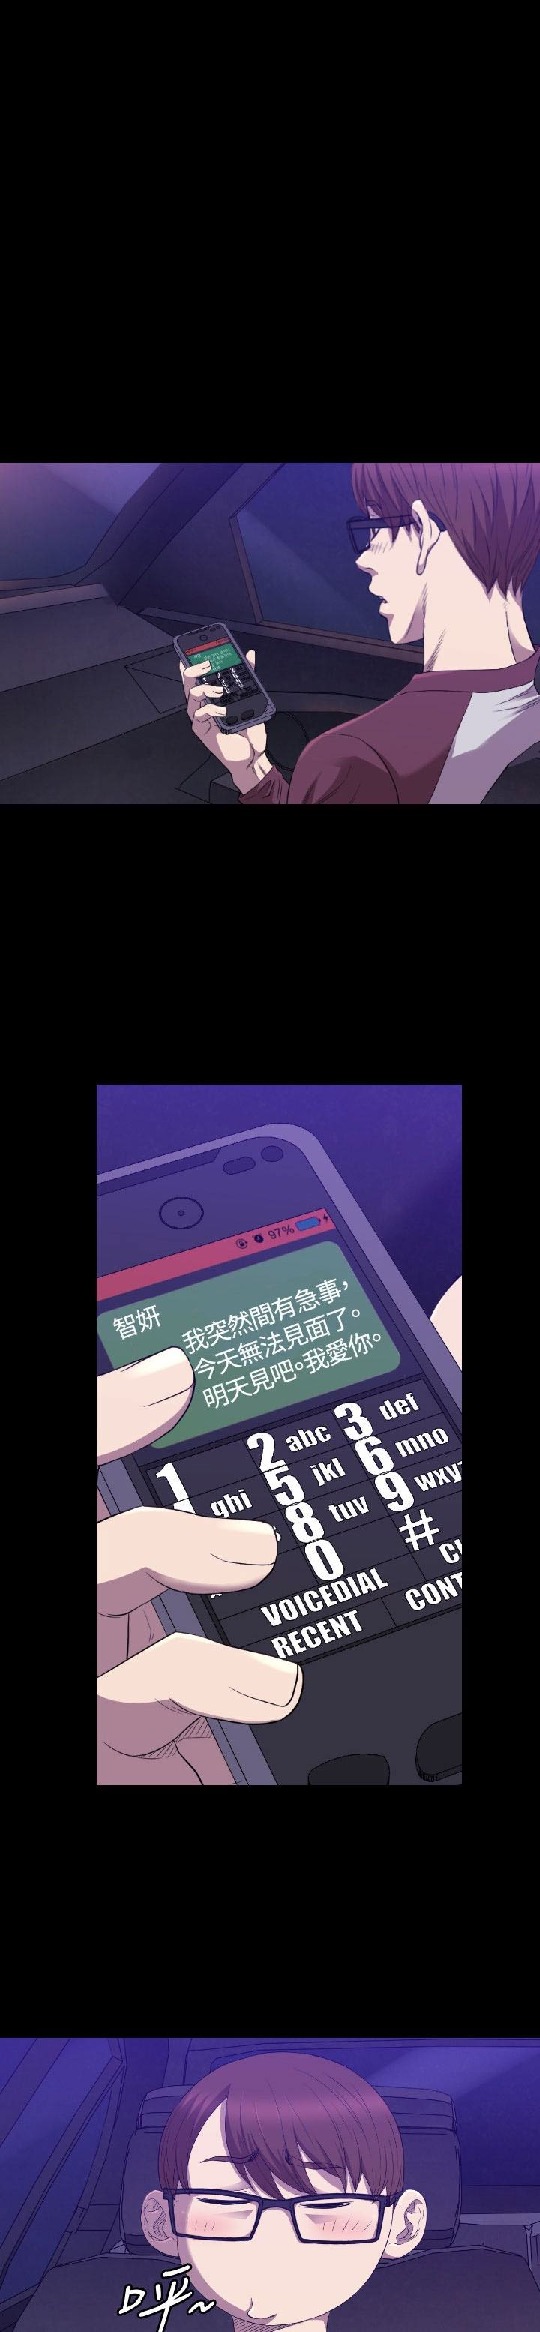 97%
智妍
我突然間有急事，
今天無法見面了。
明天見吧。我愛你。
1 2 abc 3 def
ghi 5 jkl 6 mno
8 tuv 9 wxy
0 #
VOICEDIAL
RECENT CONT
呼~